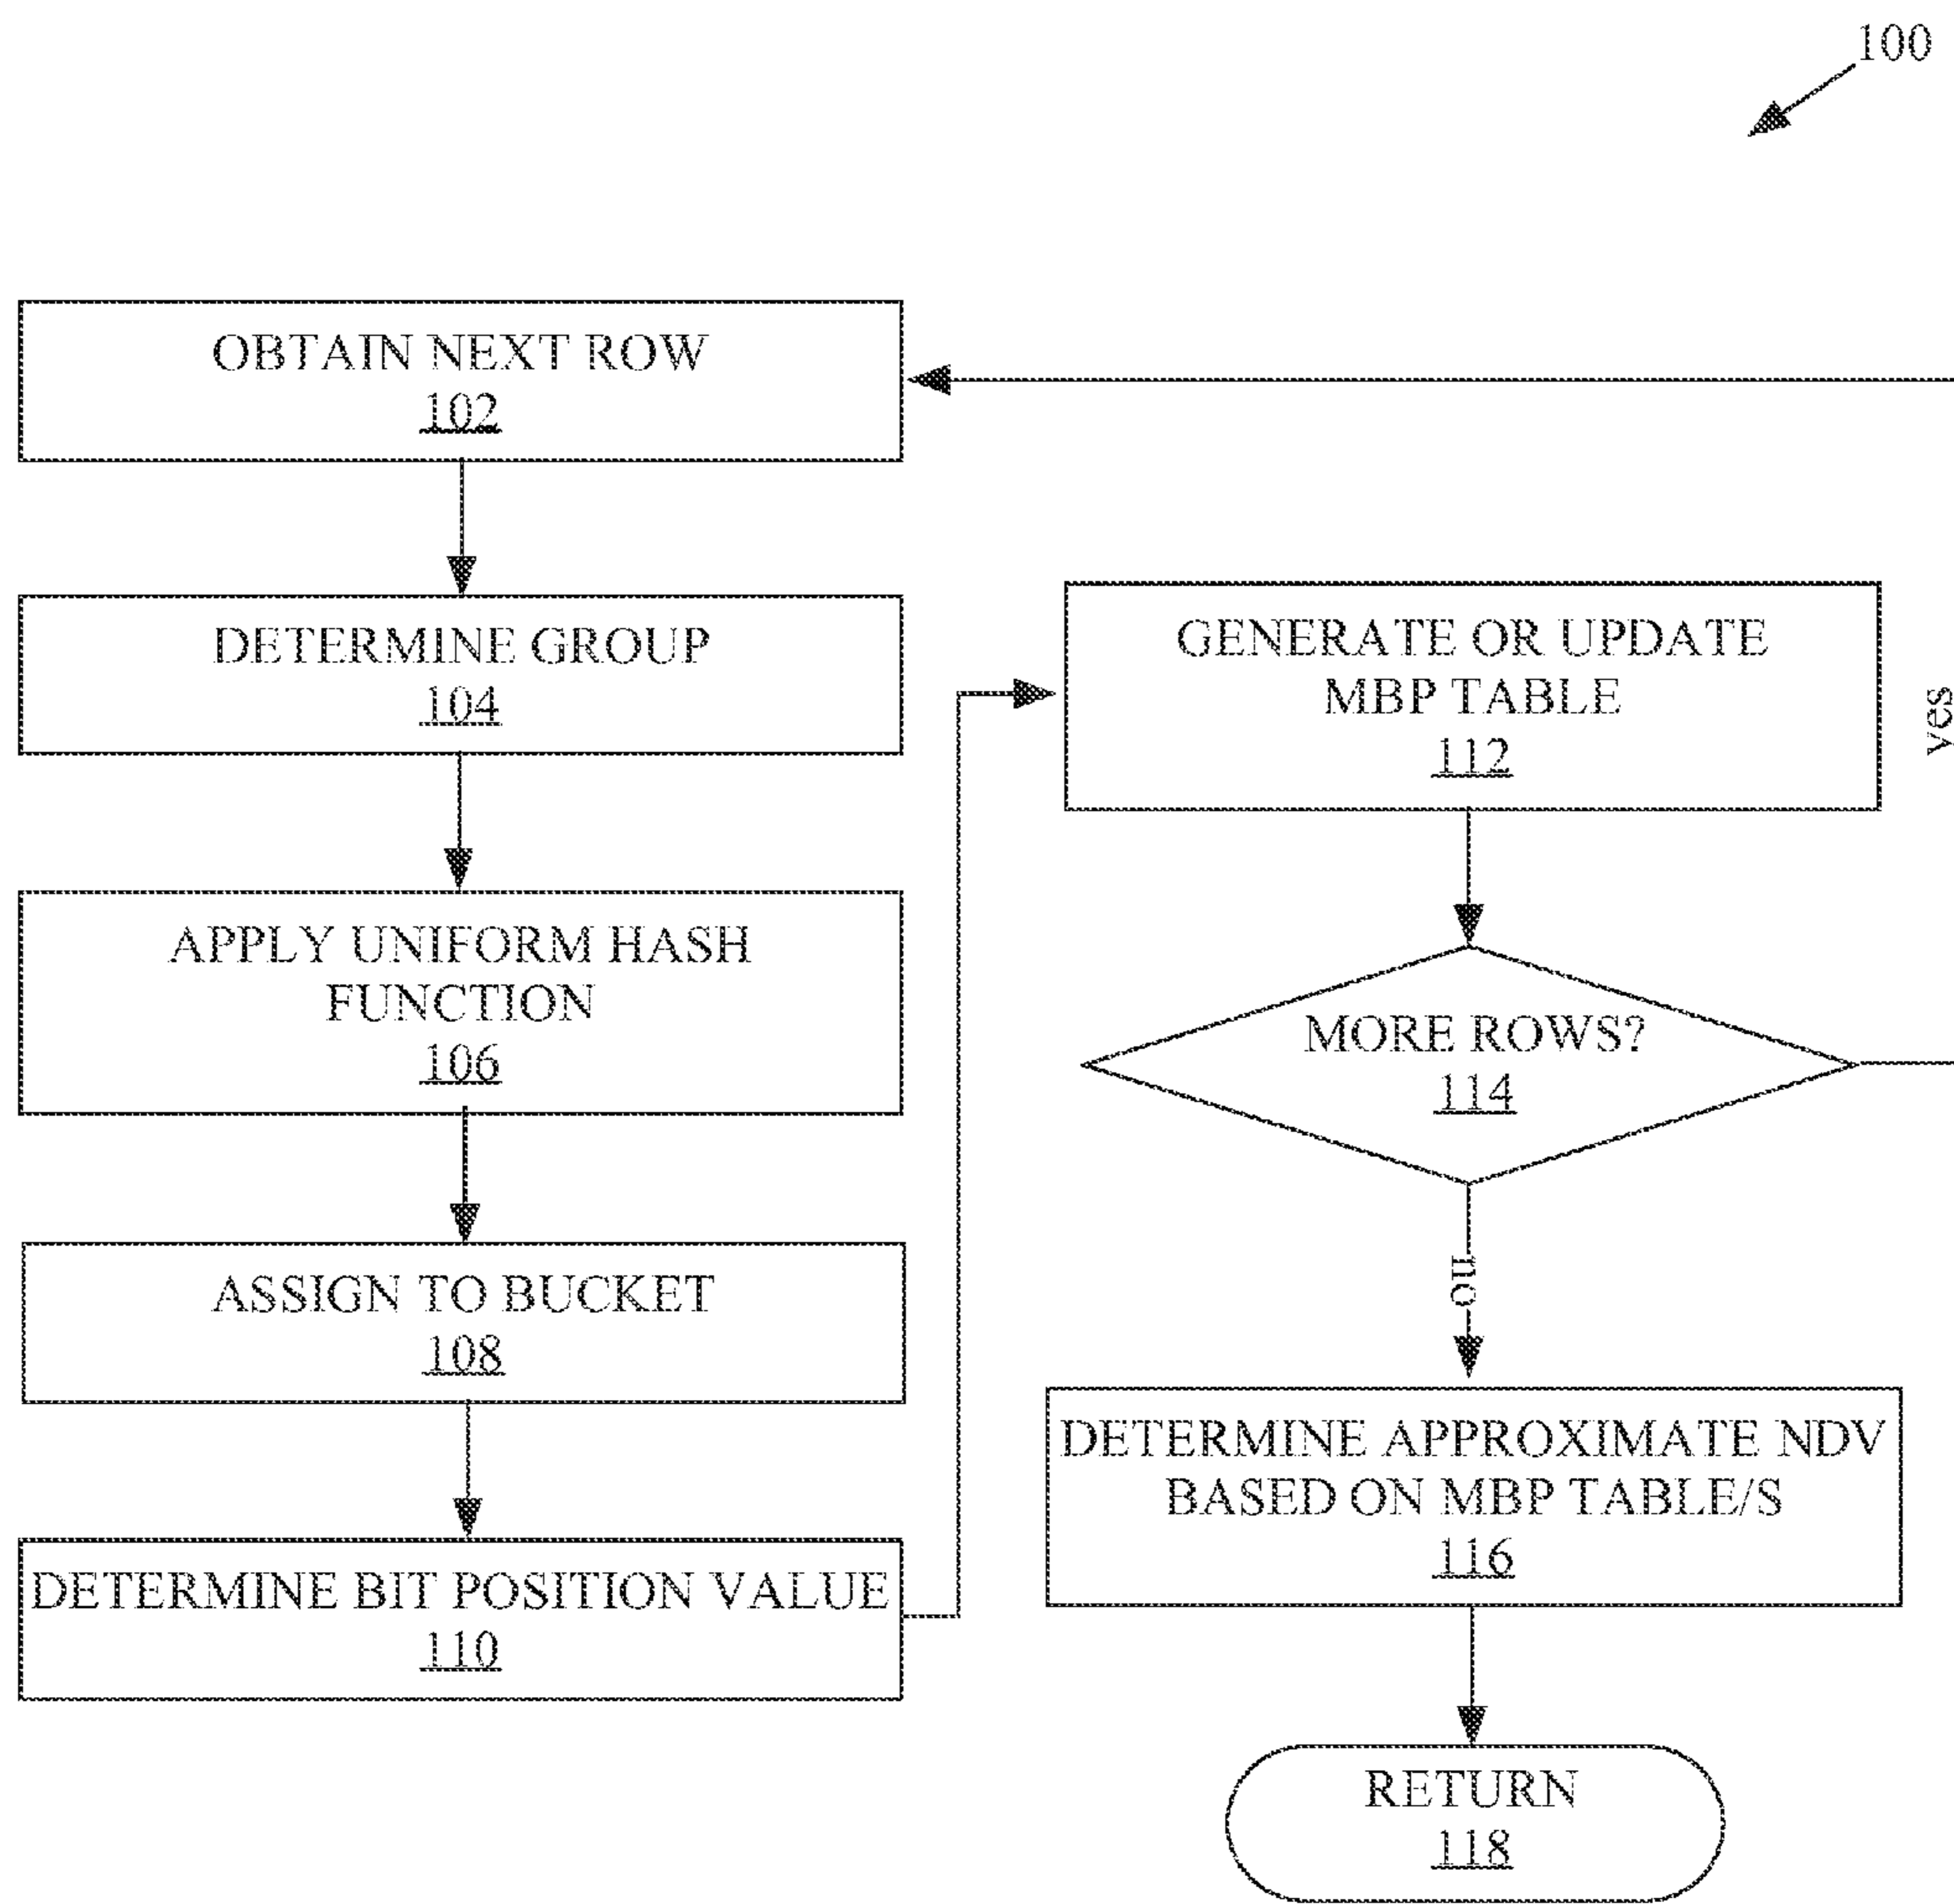 100
OBTAIN NEXT ROW
102
DETERMINE GROUP
104
APPLY UNIFORM HASH
FUNCTION
106
ASSIGN TO BUCKET
108
DETERMINE BIT POSITION VALUE
110
GENERATE OR UPDATE
MBP TABLE
112
yes
MORE ROWS?
114
no
DETERMINE APPROXIMATE NDV
BASED ON MBP TABLE/S
116
RETURN
118